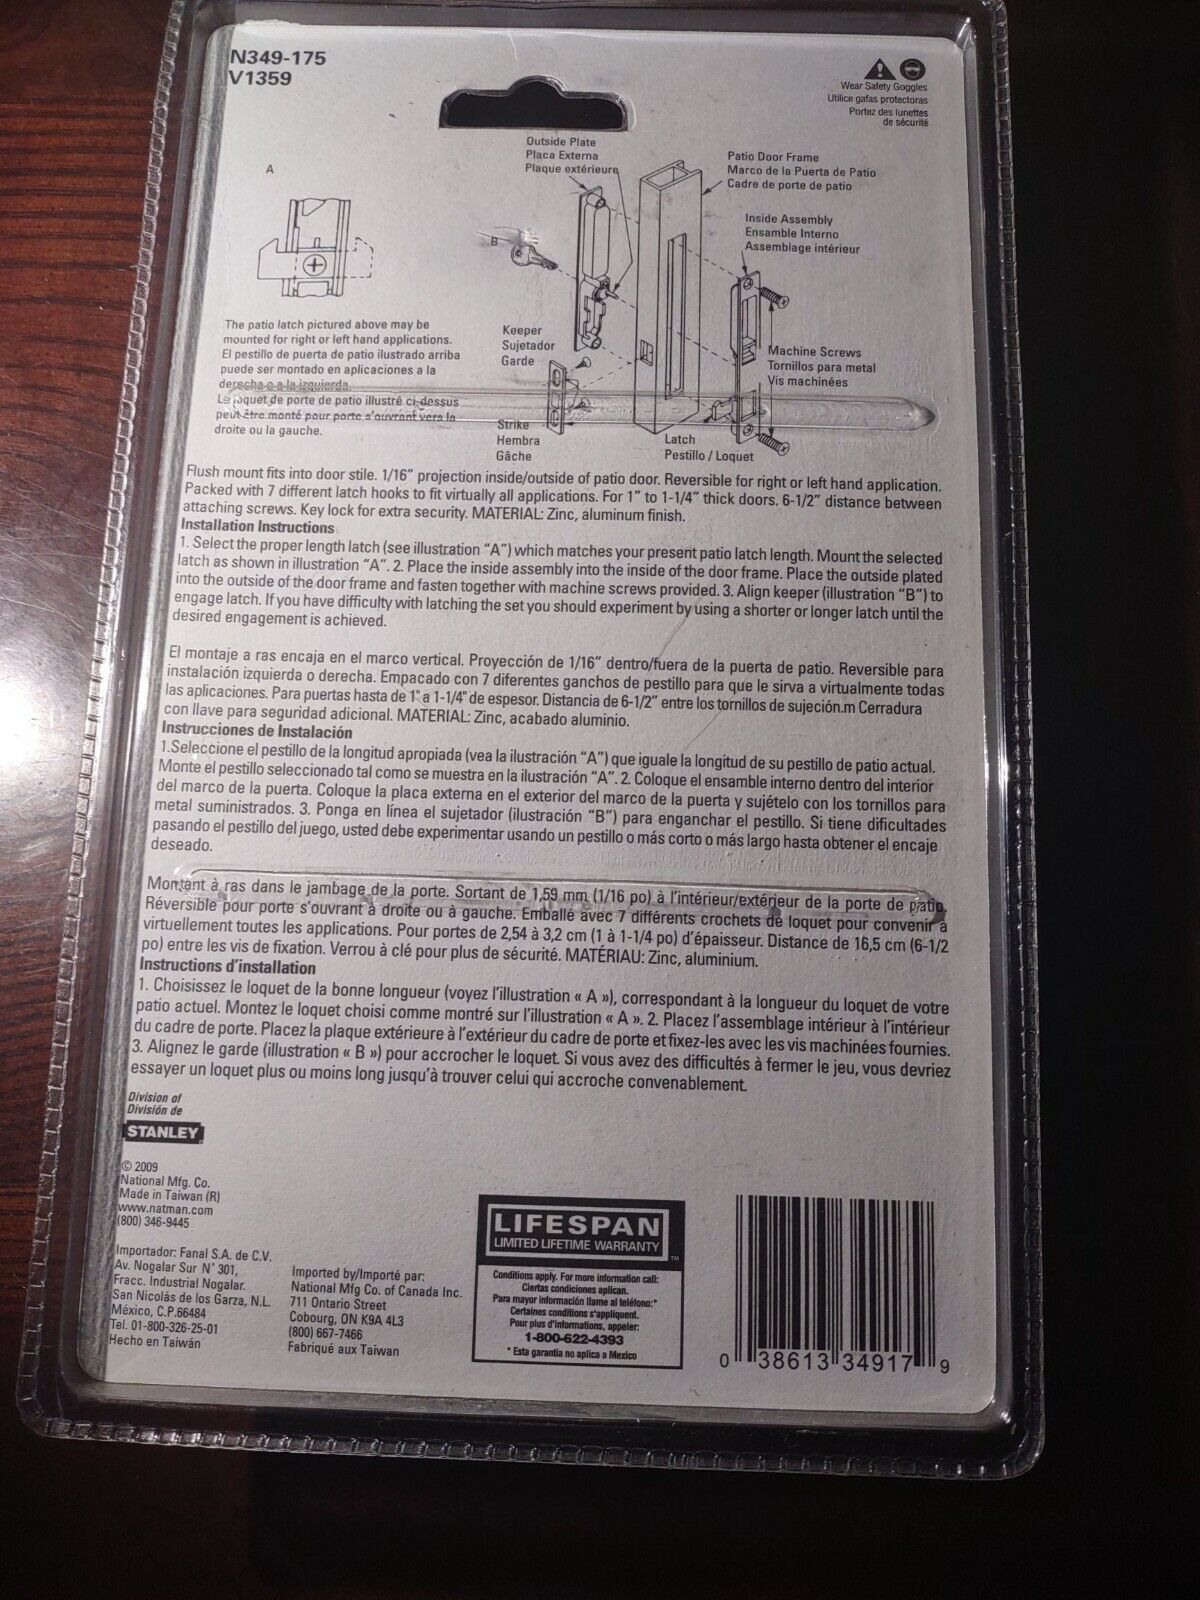 N349-175
V1359
Wear Safety Goggles
Utilice gafas protectoras
Portez des lunettes
de sécurité
Outside Plate
Placa Externa
Plaque extérieure
Patio Door Frame
Marco de la Puerta de Patio
Cadre de porte de patio
A
Inside Assembly
Ensamble Interno
Assemblage intérieur
B
The patio latch pictured above may be
mounted for right or left hand applications.
El pestillo de puerta de patio ilustrado arriba
puede ser montado en aplicaciones a la
derecha o a la izquierda.
Le loquet de porte de patio illustré ci-dessus
peut être monté pour porte s'ouvrant vers la
droite ou la gauche.
Keeper
Sujetador
Garde
Machine Screws
Tornillos para metal
Vis machinées
Strike
Hembra
Gâche
Latch
Pestillo / Loquet
Flush mount fits into door stile. 1/16" projection inside/outside of patio door. Reversible for right or left hand application.
Packed with 7 different latch hooks to fit virtually all applications. For 1" to 1-1/4" thick doors. 6-1/2" distance between
attaching screws. Key lock for extra security. MATERIAL: Zinc, aluminum finish.
Installation Instructions
1. Select the proper length latch (see illustration "A") which matches your present patio latch length. Mount the selected
latch as shown in illustration "A". 2. Place the inside assembly into the inside of the door frame. Place the outside plated
into the outside of the door frame and fasten together with machine screws provided. 3. Align keeper (illustration "B") to
engage latch. If you have difficulty with latching the set you should experiment by using a shorter or longer latch until the
desired engagement is achieved.
El montaje a ras encaja en el marco vertical. Proyección de 1/16" dentro/fuera de la puerta de patio. Reversible para
instalación izquierda o derecha. Empacado con 7 diferentes ganchos de pestillo para que le sirva a virtualmente todas
las aplicaciones. Para puertas hasta de 1" a 1-1/4" de espesor. Distancia de 6-1/2" entre los tornillos de sujeción.m Cerradura
con llave para seguridad adicional. MATERIAL: Zinc, acabado aluminio.
Instrucciones de Instalación
1.Seleccione el pestillo de la longitud apropiada (vea la ilustración "A") que iguale la longitud de su pestillo de patio actual.
Monte el pestillo seleccionado tal como se muestra en la ilustración "A". 2. Coloque el ensamble interno dentro del interior
del marco de la puerta. Coloque la placa externa en el exterior del marco de la puerta y sujételo con los tornillos para
metal suministrados. 3. Ponga en línea el sujetador (ilustración "B") para enganchar el pestillo. Si tiene dificultades
pasando el pestillo del juego, usted debe experimentar usando un pestillo o más corto o más largo hasta obtener el encaje
deseado.
Montant à ras dans le jambage de la porte. Sortant de 1,59 mm (1/16 po) à l'intérieur/extérieur de la porte de patio.
Réversible pour porte s'ouvrant à droite ou à gauche. Emballé avec 7 différents crochets de loquet pour convenir à
virtuellement toutes les applications. Pour portes de 2,54 à 3,2 cm (1 à 1-1/4 po) d'épaisseur. Distance de 16,5 cm (6-1/2
po) entre les vis de fixation. Verrou à clé pour plus de sécurité. MATÉRIAU: Zinc, aluminium.
Instructions d'installation
1. Choisissez le loquet de la bonne longueur (voyez l'illustration « A »), correspondant à la longueur du loquet de votre
patio actuel. Montez le loquet choisi comme montré sur l'illustration « A ». 2. Placez l'assemblage intérieur à l'intérieur
du cadre de porte. Placez la plaque extérieure à l'extérieur du cadre de porte et fixez-les avec les vis machinées fournies.
3. Alignez le garde (illustration « B ») pour accrocher le loquet. Si vous avez des difficultés à fermer le jeu, vous devriez
essayer un loquet plus ou moins long jusqu'à trouver celui qui accroche convenablement.
Division of
División de
STANLEY
© 2009
National Mfg. Co.
Made in Taiwan (R)
www.natman.com
(800) 346-9445
Importador: Fanal S.A. de C.V.
Av. Nogalar Sur N° 301,
Fracc. Industrial Nogalar.
San Nicolás de los Garza, N.L.
México, C.P.66484
Tel. 01-800-326-25-01
Hecho en Taiwán
Imported by/Importé par:
National Mfg Co. of Canada Inc.
711 Ontario Street
Cobourg, ON K9A 4L3
(800) 667-7466
Fabriqué aux Taiwan
LIFESPAN
LIMITED LIFETIME WARRANTY
TM
Conditions apply. For more information call:
Ciertas condiciones aplican.
Para mayor información llame al teléfono:*
Certaines conditions s'appliquent.
Pour plus d'informations, appeler:
1-800-622-4393
* Esta garantia no aplica a Mexico
0 38613 34917 9